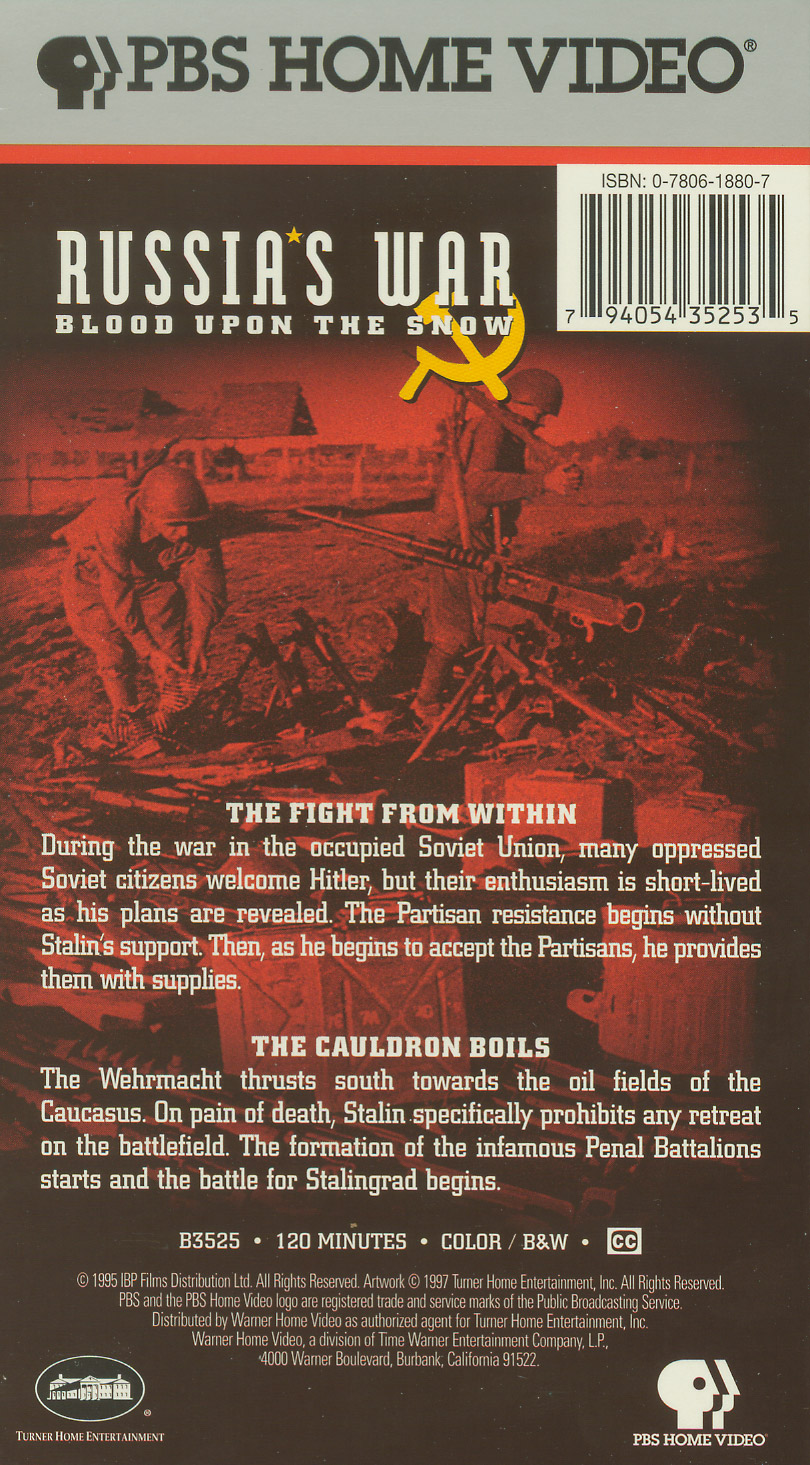 PBS HOME VIDEO®
ISBN: 0-7806-1880-7
7 94054 35253 5
RUSSIA'S WAR
BLOOD UPON THE SNOW
THE FIGHT FROM WITHIN
During the war in the occupied Soviet Union, many oppressed
Soviet citizens welcome Hitler, but their enthusiasm is short-lived
as his plans are revealed. The Partisan resistance begins without
Stalin's support. Then, as he begins to accept the Partisans, he provides
them with supplies.
THE CAULDRON BOILS
The Wehrmacht thrusts south towards the oil fields of the
Caucasus. On pain of death, Stalin specifically prohibits any retreat
on the battlefield. The formation of the infamous Penal Battalions
starts and the battle for Stalingrad begins.
B3525 • 120 MINUTES • COLOR / B&W • CC
© 1995 IBP Films Distribution Ltd. All Rights Reserved. Artwork © 1997 Turner Home Entertainment, Inc. All Rights Reserved.
PBS and the PBS Home Video logo are registered trade and service marks of the Public Broadcasting Service.
Distributed by Warner Home Video as authorized agent for Turner Home Entertainment, Inc.
Warner Home Video, a division of Time Warner Entertainment Company, L.P.,
4000 Warner Boulevard, Burbank, California 91522.
®
TURNER HOME ENTERTAINMENT
PBS HOME VIDEO